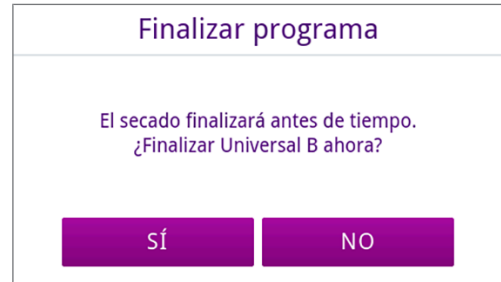 Finalizar programa
El secado finalizará antes de tiempo.
¿Finalizar Universal B ahora?
SÍ
NO